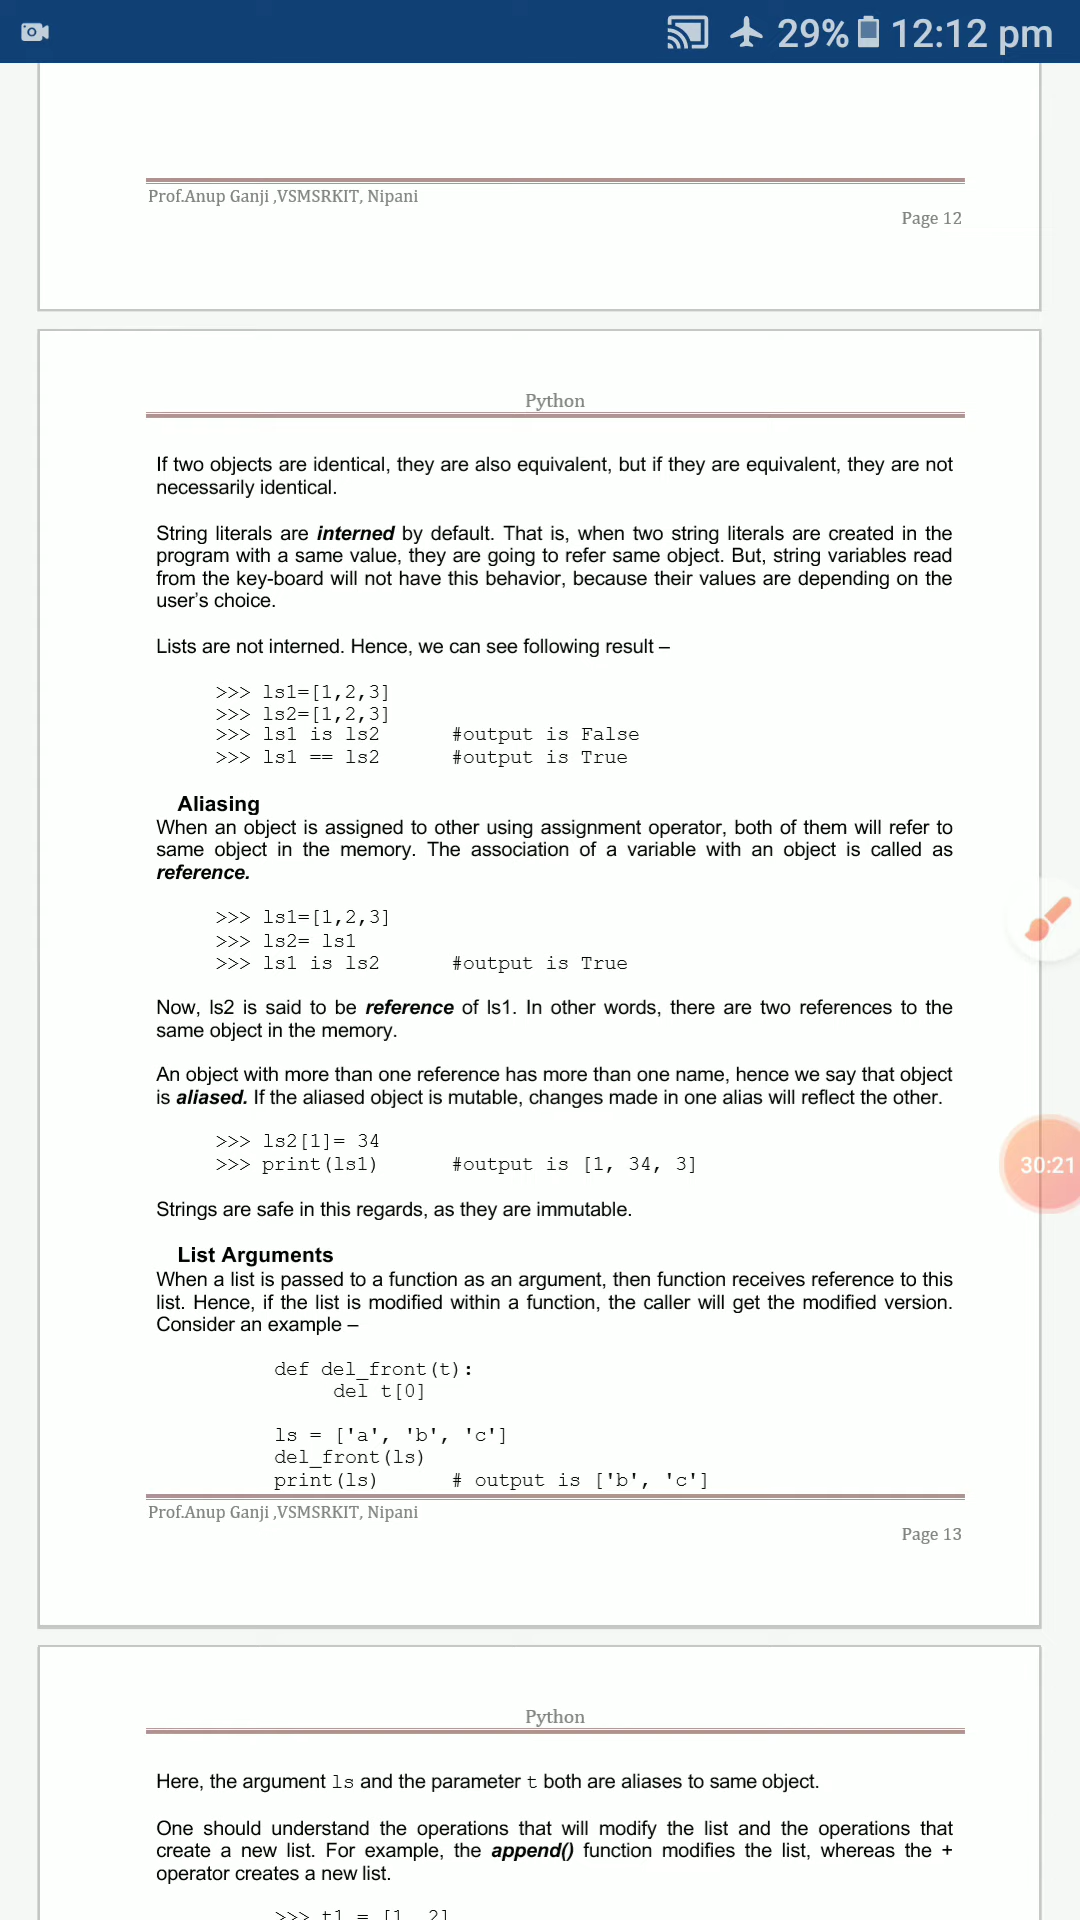 29% 12:12 pm
Prof.Anup Ganji ,VSMSRKIT, Nipani
Page 12
Python
If two objects are identical, they are also equivalent, but if they are equivalent, they are not
necessarily identical.
String literals are interned by default. That is, when two string literals are created in the
program with a same value, they are going to refer same object. But, string variables read
from the key-board will not have this behavior, because their values are depending on the
user's choice.
Lists are not interned. Hence, we can see following result –
>>> ls1=[1,2,3]
>>> ls2=[1,2,3]
>>> ls1 is ls2 #output is False
>>> ls1 == ls2 #output is True
Aliasing
When an object is assigned to other using assignment operator, both of them will refer to
same object in the memory. The association of a variable with an object is called as
reference.
>>> ls1=[1,2,3]
>>> ls2= ls1
>>> ls1 is ls2 #output is True
Now, ls2 is said to be reference of ls1. In other words, there are two references to the
same object in the memory.
An object with more than one reference has more than one name, hence we say that object
is aliased. If the aliased object is mutable, changes made in one alias will reflect the other.
>>> ls2[1]= 34
>>> print(ls1) #output is [1, 34, 3]
30:21
Strings are safe in this regards, as they are immutable.
List Arguments
When a list is passed to a function as an argument, then function receives reference to this
list. Hence, if the list is modified within a function, the caller will get the modified version.
Consider an example –
def del_front(t):
del t[0]
ls = ['a', 'b', 'c']
del_front(ls)
print(ls) # output is ['b', 'c']
Prof.Anup Ganji ,VSMSRKIT, Nipani
Page 13
Python
Here, the argument ls and the parameter t both are aliases to same object.
One should understand the operations that will modify the list and the operations that
create a new list. For example, the append() function modifies the list, whereas the +
operator creates a new list.
>>> t1 = [1, 2]